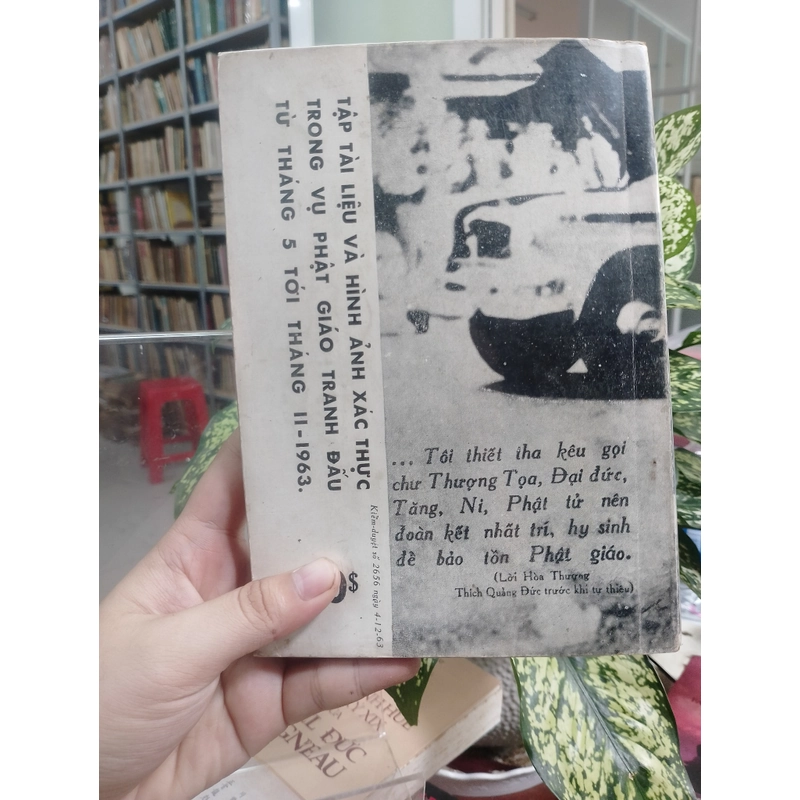 TẬP TÀI LIỆU VÀ HÌNH ẢNH XÁC THỰC
TRONG VỤ PHẬT GIÁO TRANH ĐẤU
TỪ THÁNG 5 TỚI THÁNG 11-1963.
Kiểm-duyệt số 2656 ngày 4-12-63
0$
... Tôi thiết tha kêu gọi
chư Thượng Tọa, Đại đức,
Tăng, Ni, Phật tử nên
đoàn kết nhất trí, hy sinh
để bảo tồn Phật giáo.
(Lời Hòa Thượng
Thích Quảng Đức trước khi tự thiêu)
ĐỨC
GNEAU